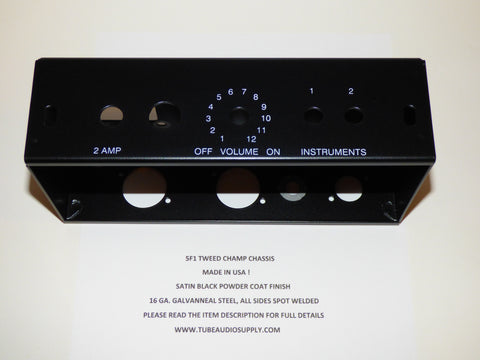 1 2
1 2 3 4 5 6 7 8 9 10 11 12
2 AMP OFF VOLUME ON INSTRUMENTS
5F1 TWEED CHAMP CHASSIS
MADE IN USA !
SATIN BLACK POWDER COAT FINISH
16 GA. GALVANNEAL STEEL, ALL SIDES SPOT WELDED
PLEASE READ THE ITEM DESCRIPTION FOR FULL DETAILS
WWW.TUBEAUDIOSUPPLY.COM